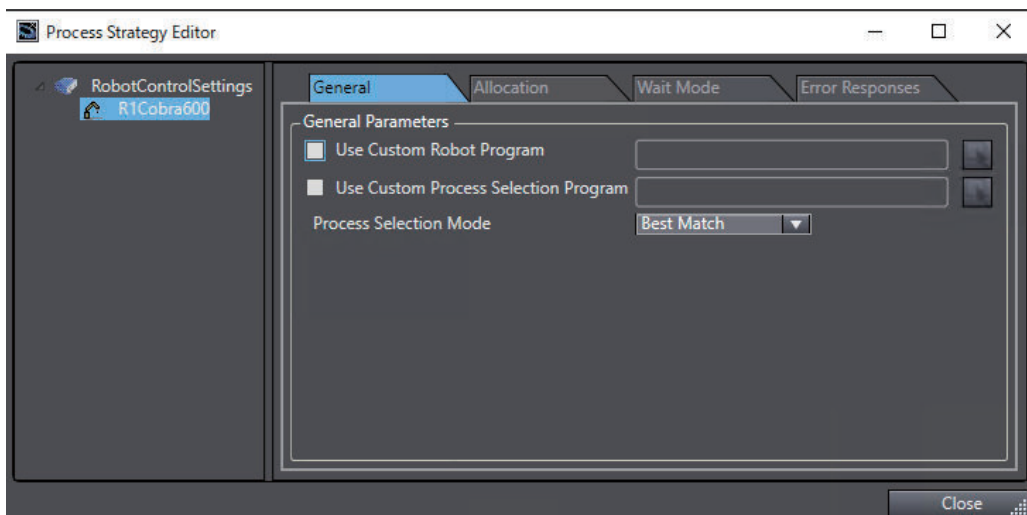 Process Strategy Editor
RobotControlSettings
R1Cobra600
General
Allocation
Wait Mode
Error Responses
General Parameters
Use Custom Robot Program
Use Custom Process Selection Program
Process Selection Mode
Best Match
Close